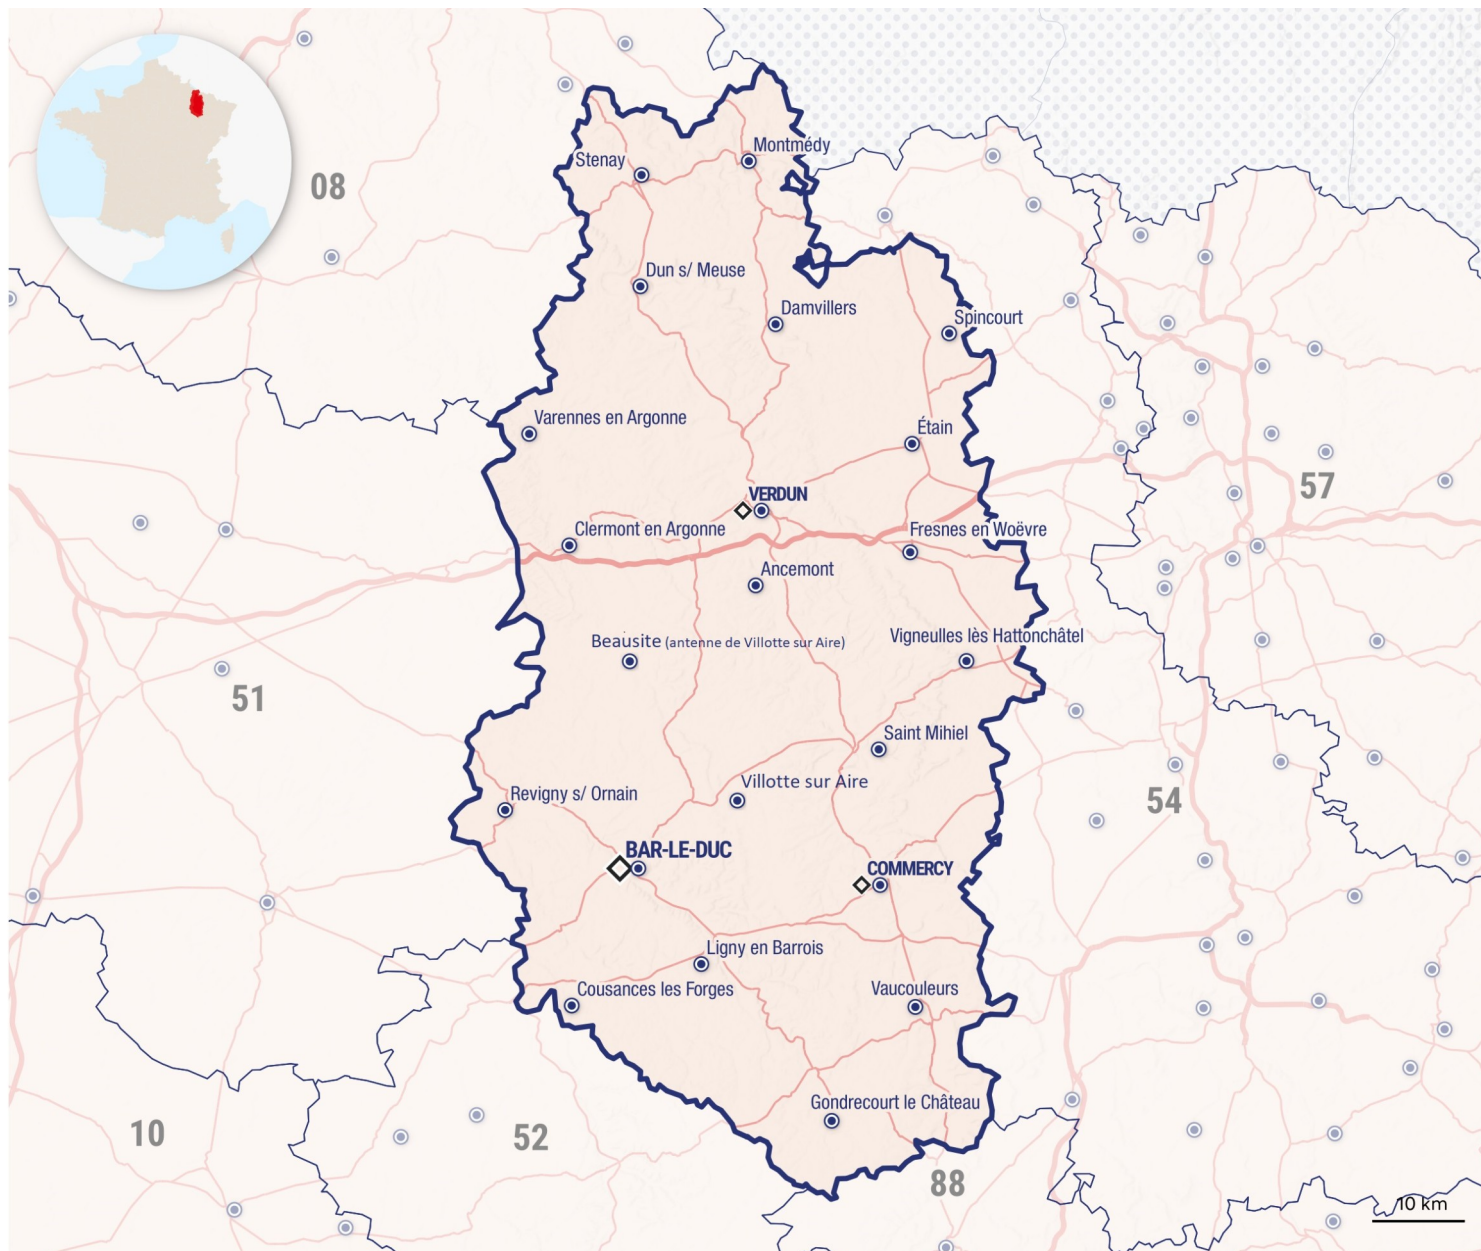 Montmédy
Stenay
08
Dun s/ Meuse
Damvillers
Spincourt
Varennes en Argonne
Étain
57
VERDUN
Clermont en Argonne
Fresnes en Woëvre
Ancemont
Beausite (antenne de Villotte sur Aire)
Vigneulles lès Hattonchâtel
51
Saint Mihiel
Villotte sur Aire
Revigny s/ Ornain
54
BAR-LE-DUC
COMMERCY
Ligny en Barrois
Cousances les Forges
Vaucouleurs
Gondrecourt le Château
10
52
88
10 km